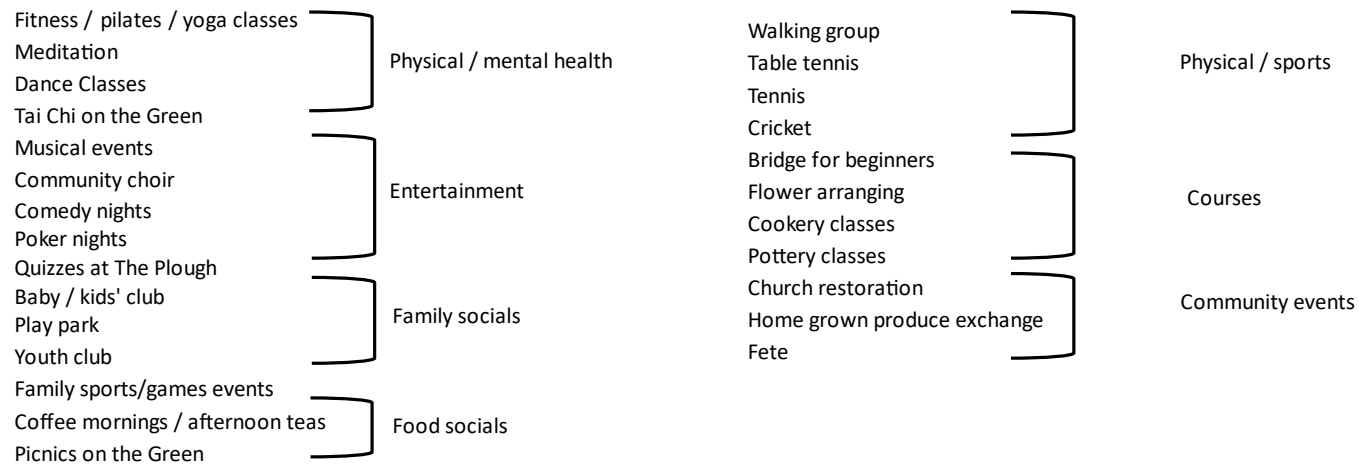 Fitness / pilates / yoga classes
Meditation
Dance Classes
Tai Chi on the Green
Physical / mental health
Musical events
Community choir
Comedy nights
Poker nights
Quizzes at The Plough
Entertainment
Baby / kids' club
Play park
Youth club
Family sports/games events
Family socials
Coffee mornings / afternoon teas
Picnics on the Green
Food socials
Walking group
Table tennis
Tennis
Cricket
Physical / sports
Bridge for beginners
Flower arranging
Cookery classes
Pottery classes
Courses
Church restoration
Home grown produce exchange
Fete
Community events